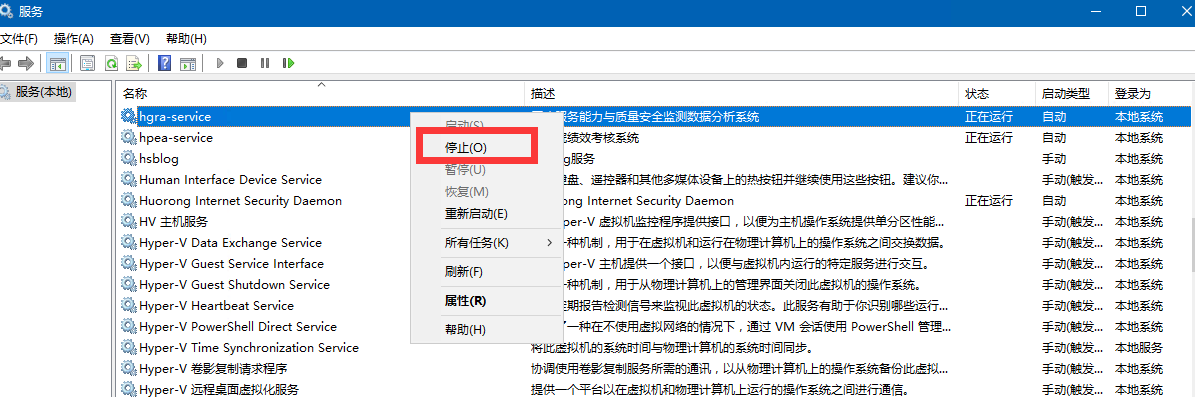 服务
文件(F) 操作(A) 查看(V) 帮助(H)
服务(本地)
名称 描述 状态 启动类型 登录为
hgra-service 服务能力与质量安全监测数据分析系统 正在运行 自动 本地系统
hpea-service 绩效考核系统 正在运行 自动 本地系统
hsblog g服务 手动 本地系统
Human Interface Device Service 盘、遥控器和其他多媒体设备上的热按钮并继续使用这些按钮。建议你... 手动(触发... 本地系统
Huorong Internet Security Daemon rong Internet Security Daemon 正在运行 自动 本地系统
HV 主机服务 yper-V 虚拟机监控程序提供接口，以便为主机操作系统提供单分区性能... 手动(触发... 本地系统
Hyper-V Data Exchange Service 一种机制，用于在虚拟机和运行在物理计算机上的操作系统之间交换数据。 手动(触发... 本地系统
Hyper-V Guest Service Interface yper-V 主机提供一个接口，以便与虚拟机内运行的特定服务进行交互。 手动(触发... 本地系统
Hyper-V Guest Shutdown Service 一种机制，用于从物理计算机上的管理界面关闭此虚拟机的操作系统。 手动(触发... 本地系统
Hyper-V Heartbeat Service 期报告检测信号来监视此虚拟机的状态。此服务有助于你识别哪些运行... 手动(触发... 本地系统
Hyper-V PowerShell Direct Service 了一种在不使用虚拟网络的情况下，通过 VM 会话使用 PowerShell 管理... 手动(触发... 本地系统
Hyper-V Time Synchronization Service 将此虚拟机的系统时间与物理计算机的系统时间同步。 手动(触发... 本地服务
Hyper-V 卷影复制请求程序 协调使用卷影复制服务所需的通讯，以从物理计算机上的操作系统备份此虚拟... 手动(触发... 本地系统
Hyper-V 远程桌面虚拟化服务 提供一个平台以在虚拟机和物理计算机上运行的操作系统之间进行通信。 手动(触发... 本地系统
启动(S)
停止(O)
暂停(U)
恢复(M)
重新启动(E)
所有任务(K)
刷新(F)
属性(R)
帮助(H)